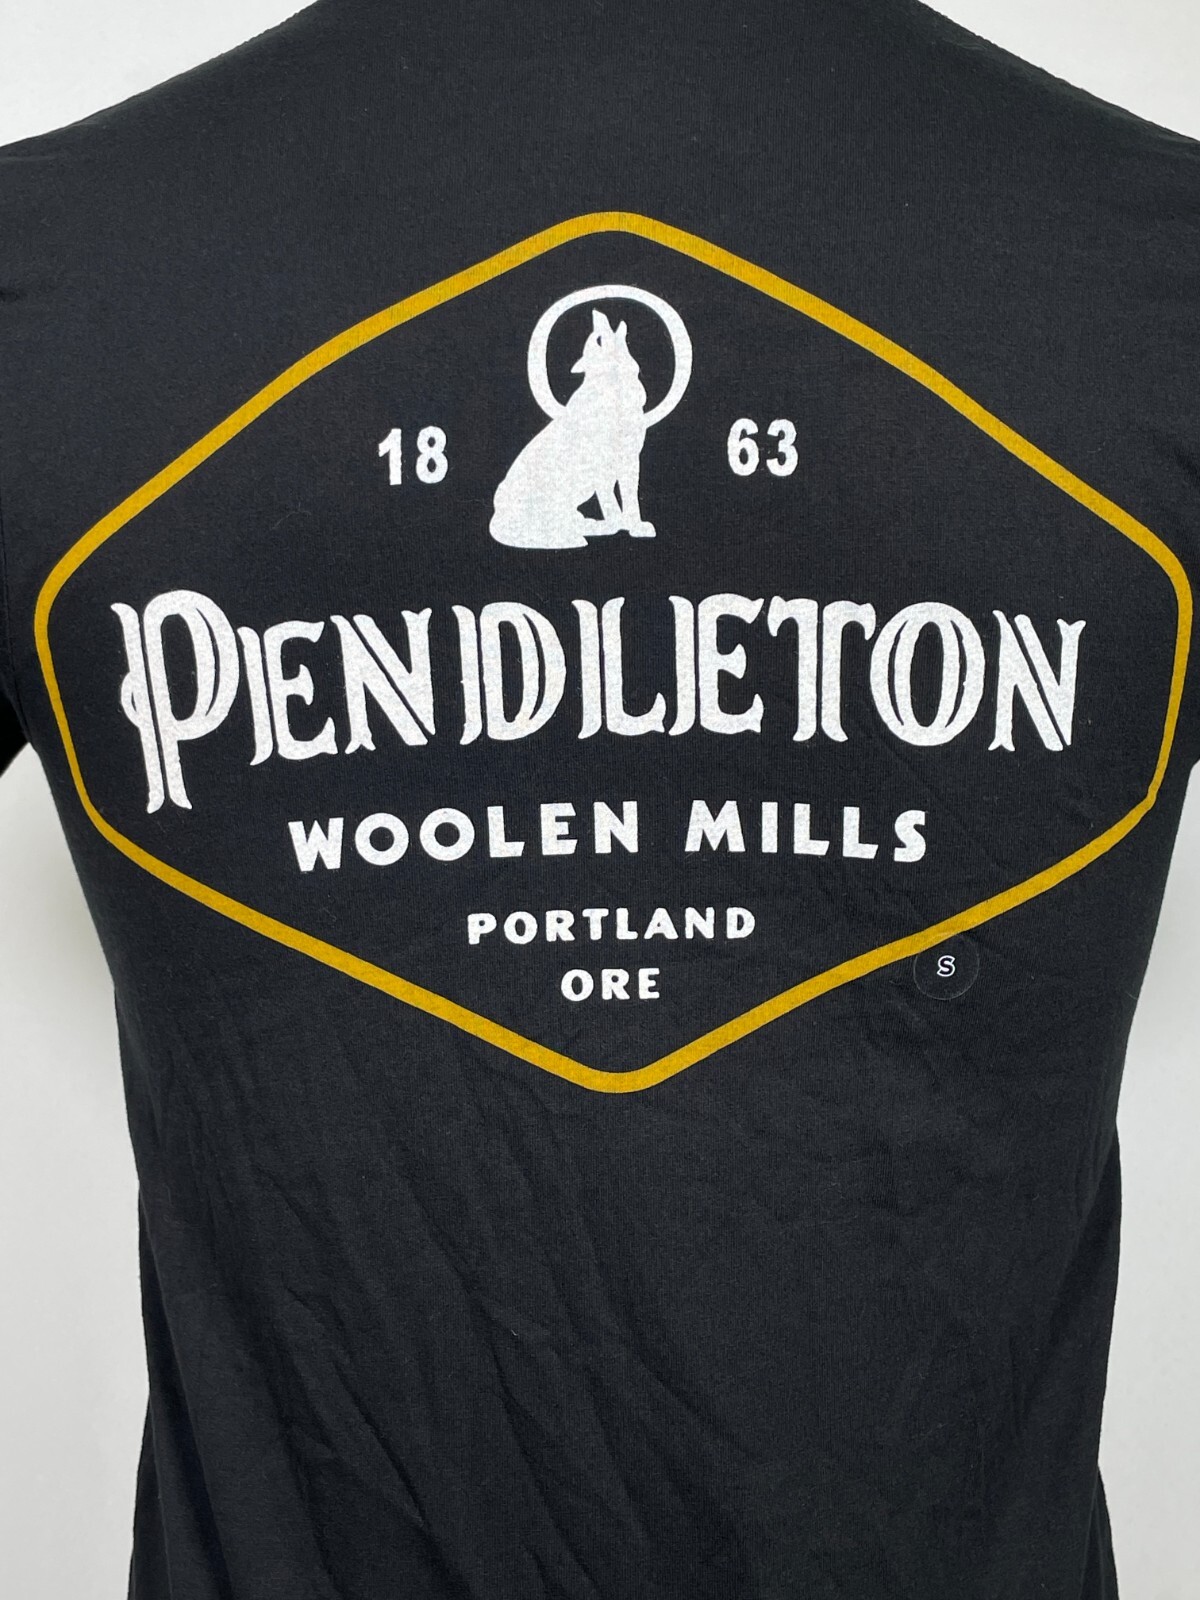 18 63
PENDLETON
WOOLEN MILLS
PORTLAND
ORE
S